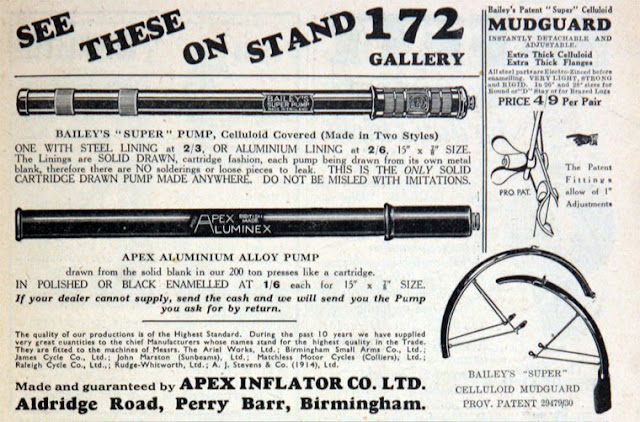 SEE THESE ON STAND 172
GALLERY
BAILEY'S
SUPER PUMP
BAILEY'S "SUPER" PUMP, Celluloid Covered (Made in Two Styles)
ONE WITH STEEL LINING at 2/3, OR ALUMINIUM LINING at 2/6, 15" x ⅞" SIZE.
The Linings are SOLID DRAWN, cartridge fashion, each pump being drawn from its own metal
blank, therefore there are NO solderings or loose pieces to leak. THIS IS THE ONLY SOLID
CARTRIDGE DRAWN PUMP MADE ANYWHERE. DO NOT BE MISLED WITH IMITATIONS.
APEX BRITISH MADE
ALUMINEX
APEX ALUMINIUM ALLOY PUMP
drawn from the solid blank in our 200 ton presses like a cartridge.
IN POLISHED OR BLACK ENAMELLED AT 1/6 each for 15" x ⅞" SIZE.
If your dealer cannot supply, send the cash and we will send you the Pump
you ask for by return.
The quality of our productions is of the Highest Standard. During the past 10 years we have supplied
very great quantities to the chief Manufacturers whose names stand for the highest quality in the Trade.
They are fitted to the machines of Messrs. The Ariel Works, Ltd.; Birmingham Small Arms Co., Ltd.;
James Cycle Co., Ltd.; John Marston (Sunbeams), Ltd.; Matchless Motor Cycles (Colliers), Ltd.;
Raleigh Cycle Co., Ltd.; Rudge-Whitworth, Ltd.; A. J. Stevens & Co. (1914), Ltd.
Made and guaranteed by APEX INFLATOR CO. LTD.
Aldridge Road, Perry Barr, Birmingham.
Bailey's Patent "Super" Celluloid
MUDGUARD
INSTANTLY DETACHABLE AND
ADJUSTABLE.
Extra Thick Celluloid
Extra Thick Flanges
All steel parts are Electro-Zinced before
enamelling. VERY LIGHT, STRONG
and RIGID. In 26" and 28" sizes for
Round or "D" Stay or for Brazed Lugs
PRICE 4/9 Per Pair
PRO. PAT.
The Patent
Fittings
allow of 1"
Adjustments
BAILEY'S "SUPER"
CELLULOID MUDGUARD
PROV. PATENT 29479/30